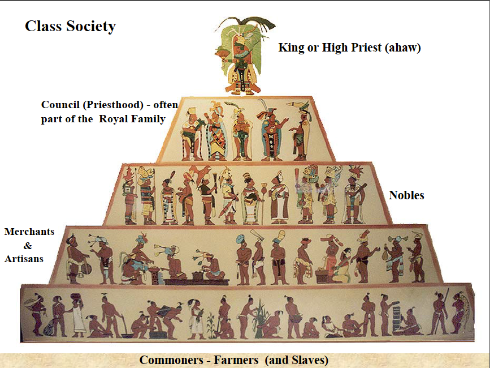 Class Society
King or High Priest (ahaw)
Council (Priesthood) - often
part of the Royal Family
Nobles
Merchants
&
Artisans
Commoners - Farmers (and Slaves)